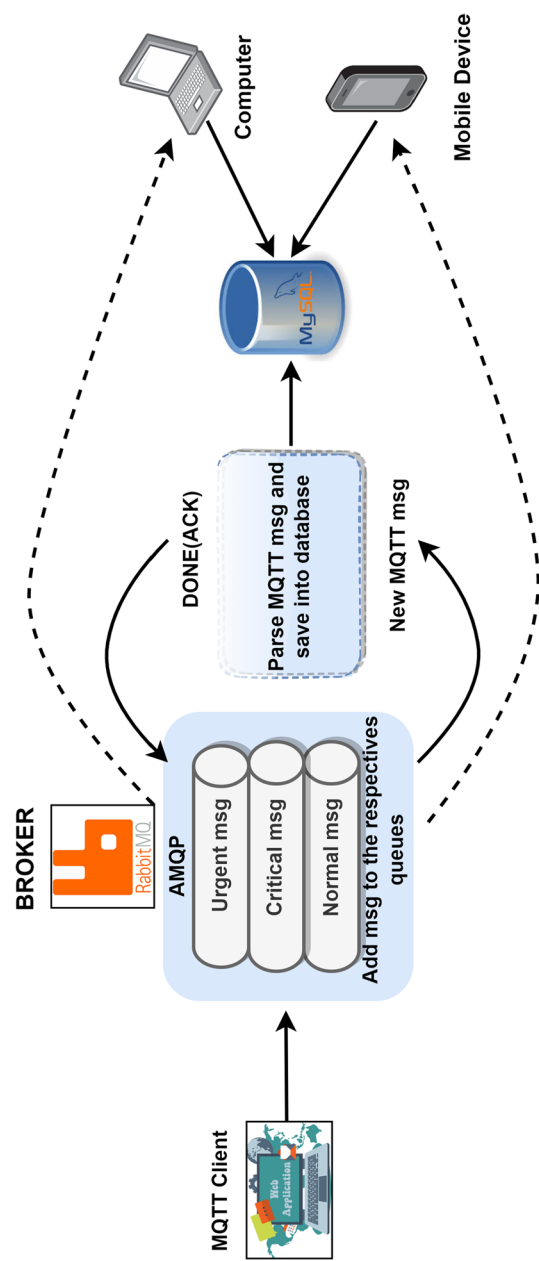 MQTT Client
Web
Application
BROKER
RabbitMQ
AMQP
Urgent msg
Critical msg
Normal msg
Add msg to the respectives
queues
DONE(ACK)
Parse MQTT msg and
save into database
New MQTT msg
MySQL
Computer
Mobile Device